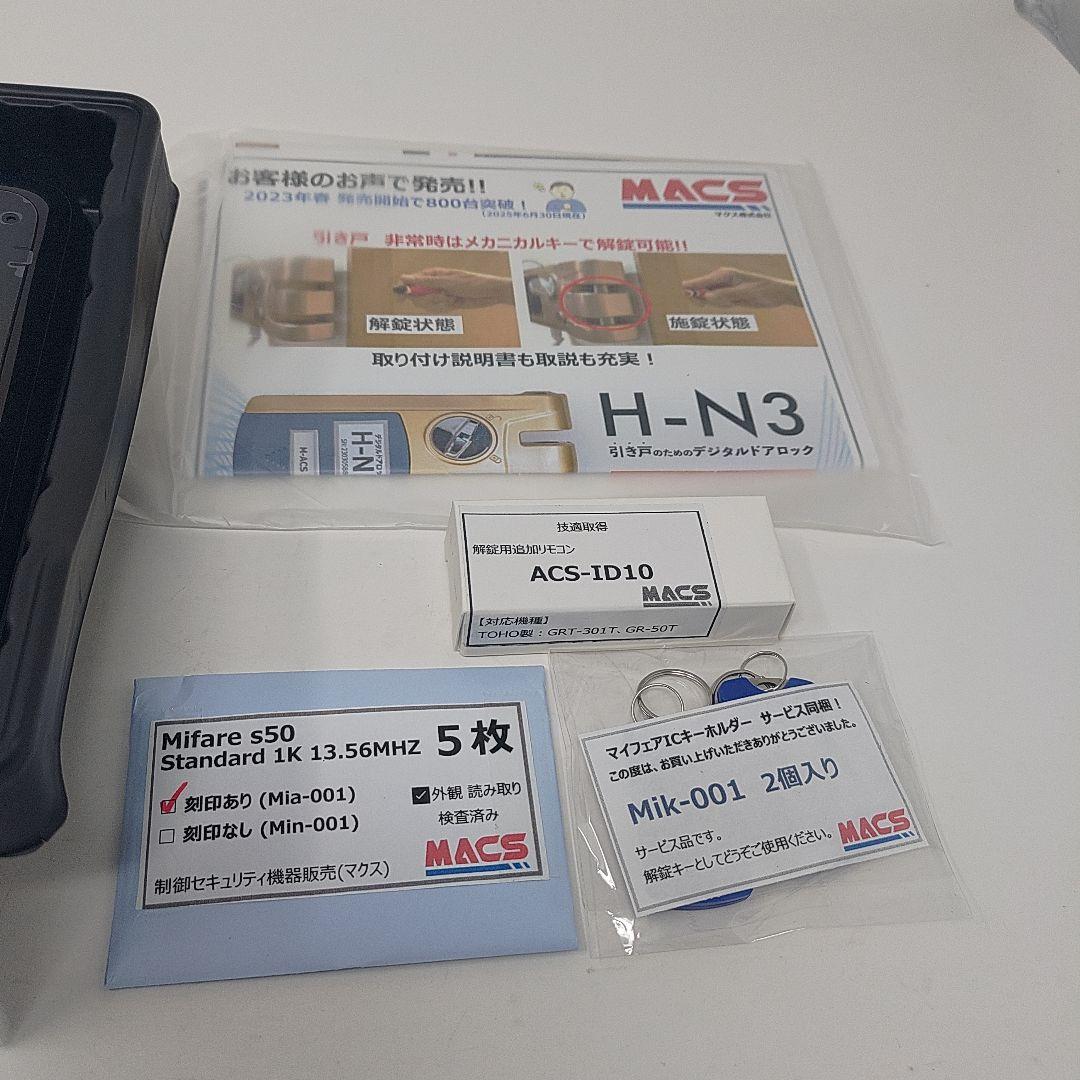 お客様のお声で発売!!
2023年春 発売開始で800台突破！
(2025年6月30日現在)
MACS
マクス株式会社
引き戸 非常時はメカニカルキーで解錠可能!!
解錠状態
施錠状態
取り付け説明書も取説も充実！
H-ACS
H-N
デジタルドアロッ
H-N3
引き戸のためのデジタルドアロック
技適取得
解錠用追加リモコン
ACS-ID10
MACS
【対応機種】
TOHO製：GRT-301T、GR-50T
Mifare s50
Standard 1K 13.56MHZ
5枚
刻印あり (Mia-001)
刻印なし (Min-001)
外観 読み取り
検査済み
MACS
制御セキュリティ機器販売(マクス)
マイフェアICキーホルダー サービス同梱！
この度は、お買い上げいただきありがとうございました。
Mik-001 2個入り
サービス品です。
解錠キーとしてどうぞご使用ください。
MACS